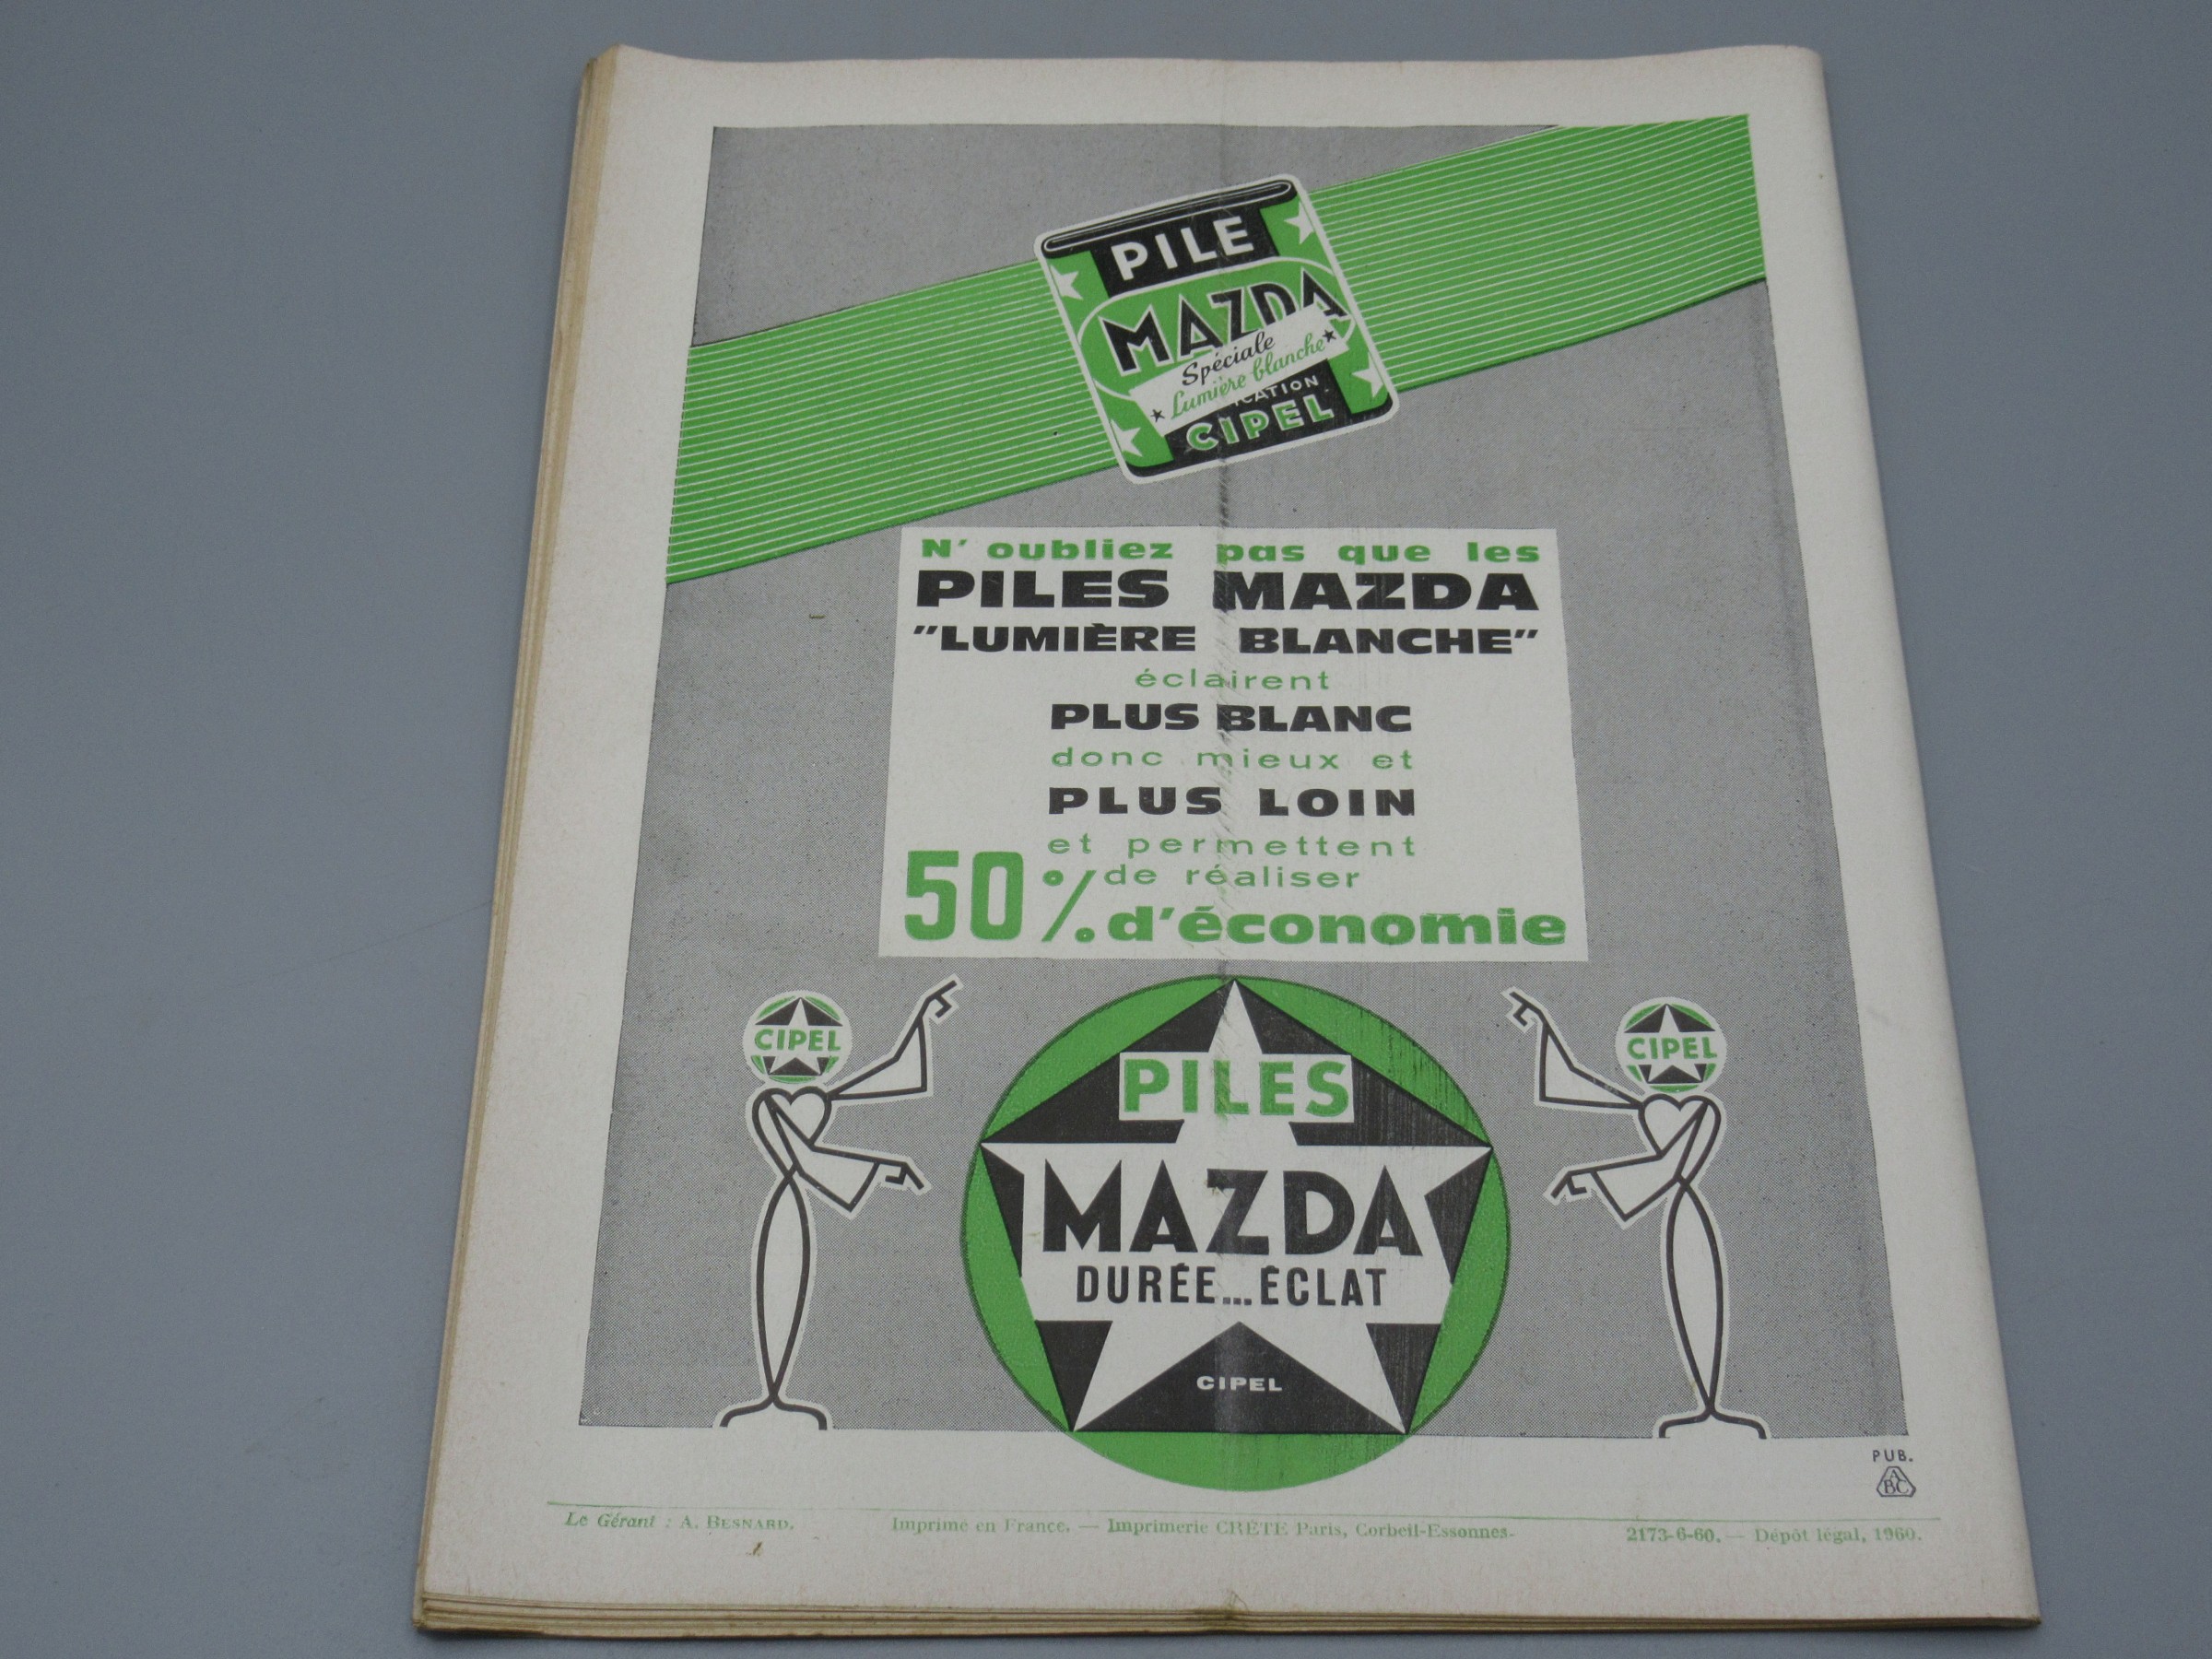 PILE
MAZDA
Spéciale
Lumière blanche
CIPEL
N' oubliez pas que les
PILES MAZDA
"LUMIÈRE BLANCHE"
éclairent
PLUS BLANC
donc mieux et
PLUS LOIN
et permettent
de réaliser
50% d'économie
CIPEL
CIPEL
PILES
MAZDA
DURÉE...ÉCLAT
CIPEL
PUB.
ABC
Le Gérant : A. BESNARD. Imprimé en France. — Imprimerie CRÉTÉ Paris, Corbeil-Essonnes. 2173-6-60. — Dépôt légal, 1960.